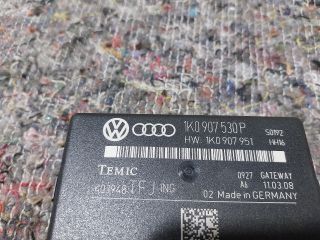 1K0 907 530 P
S0192
HW: 1K0 907 951 HH16
TEMIC
0927 GATEWAY
A6 11.03.08
02 Made in GERMANY